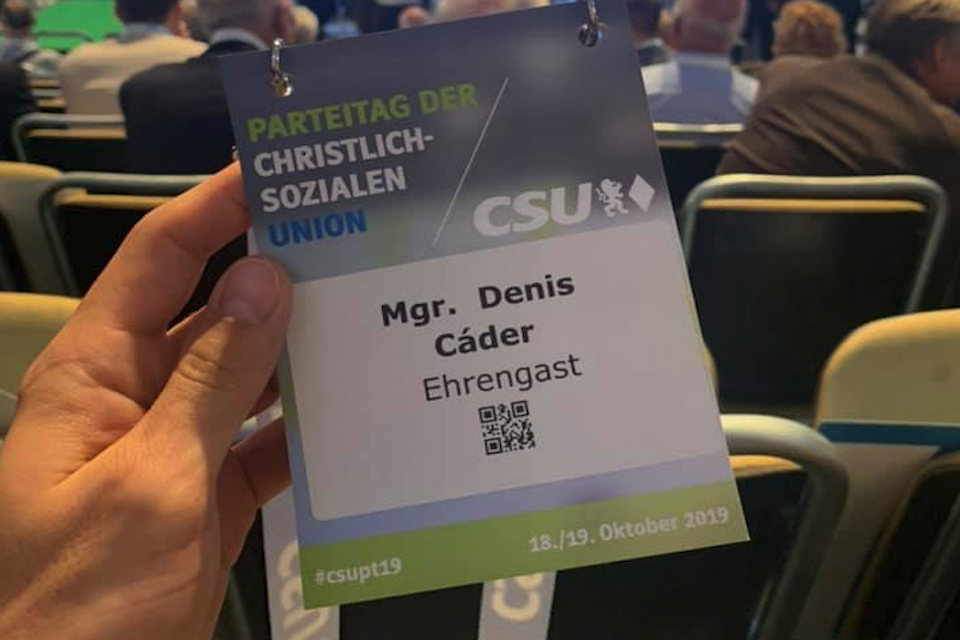 PARTEITAG DER
CHRISTLICH-
SOZIALEN
UNION
CSU
Mgr. Denis
Cáder
Ehrengast
#csupt19
18./19. Oktober 2019